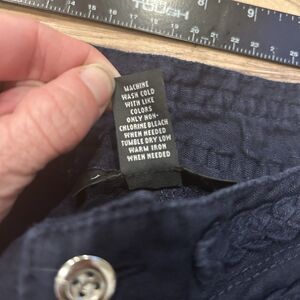 TOUGH
MACHINE
WASH COLD
WITH LIKE
COLORS
ONLY NON-
CHLORINE BLEACH
WHEN NEEDED
TUMBLE DRY LOW
WARM IRON
WHEN NEEDED